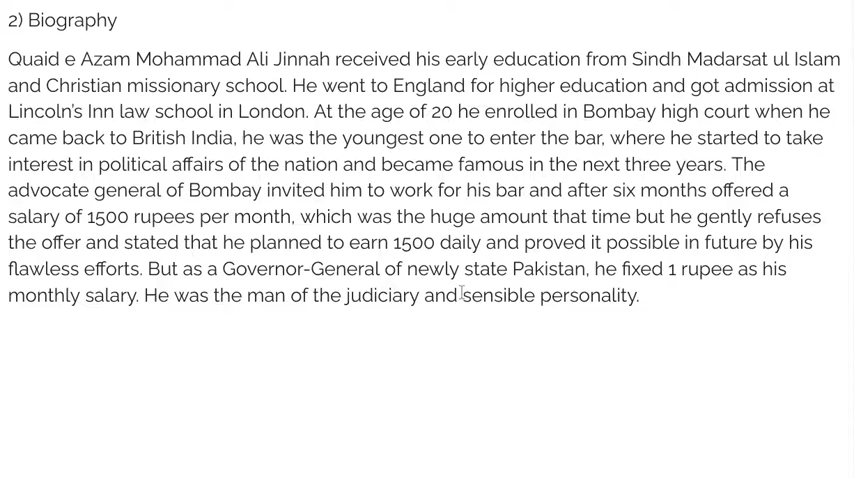 2) Biography
Quaid e Azam Mohammad Ali Jinnah received his early education from Sindh Madarsat ul Islam
and Christian missionary school. He went to England for higher education and got admission at
Lincoln's Inn law school in London. At the age of 20 he enrolled in Bombay high court when he
came back to British India, he was the youngest one to enter the bar, where he started to take
interest in political affairs of the nation and became famous in the next three years. The
advocate general of Bombay invited him to work for his bar and after six months offered a
salary of 1500 rupees per month, which was the huge amount that time but he gently refuses
the offer and stated that he planned to earn 1500 daily and proved it possible in future by his
flawless efforts. But as a Governor-General of newly state Pakistan, he fixed 1 rupee as his
monthly salary. He was the man of the judiciary and sensible personality.